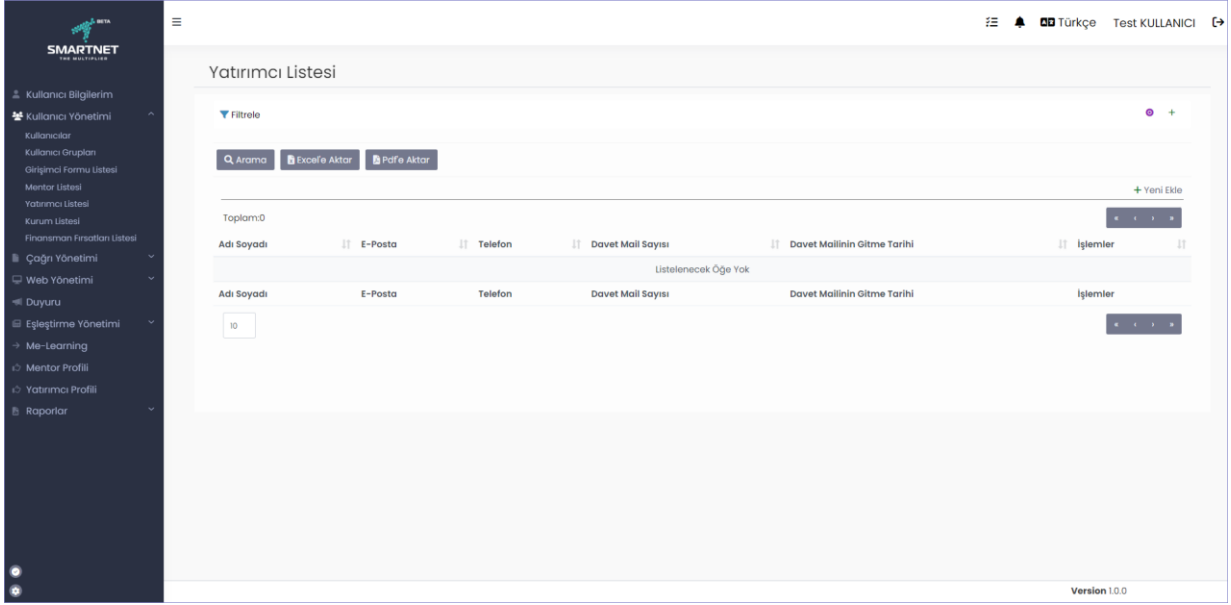 BETA
SMARTNET
THE MULTIPLIER
Türkçe Test KULLANICI
Kullanıcı Bilgilerim
Kullanıcı Yönetimi
Kullanıcılar
Kullanıcı Grupları
Girişimci Formu Listesi
Mentor Listesi
Yatırımcı Listesi
Kurum Listesi
Finansman Fırsatları Listesi
Çağrı Yönetimi
Web Yönetimi
Duyuru
Eşleştirme Yönetimi
Me-Learning
Mentor Profili
Yatırımcı Profili
Raporlar
Yatırımcı Listesi
Filtrele
Arama Excel'e Aktar Pdf'e Aktar
+ Yeni Ekle
Toplam:0
« ‹ › »
Adı Soyadı E-Posta Telefon Davet Mail Sayısı Davet Mailinin Gitme Tarihi İşlemler
Listelenecek Öğe Yok
Adı Soyadı E-Posta Telefon Davet Mail Sayısı Davet Mailinin Gitme Tarihi İşlemler
10
« ‹ › »
Version 1.0.0